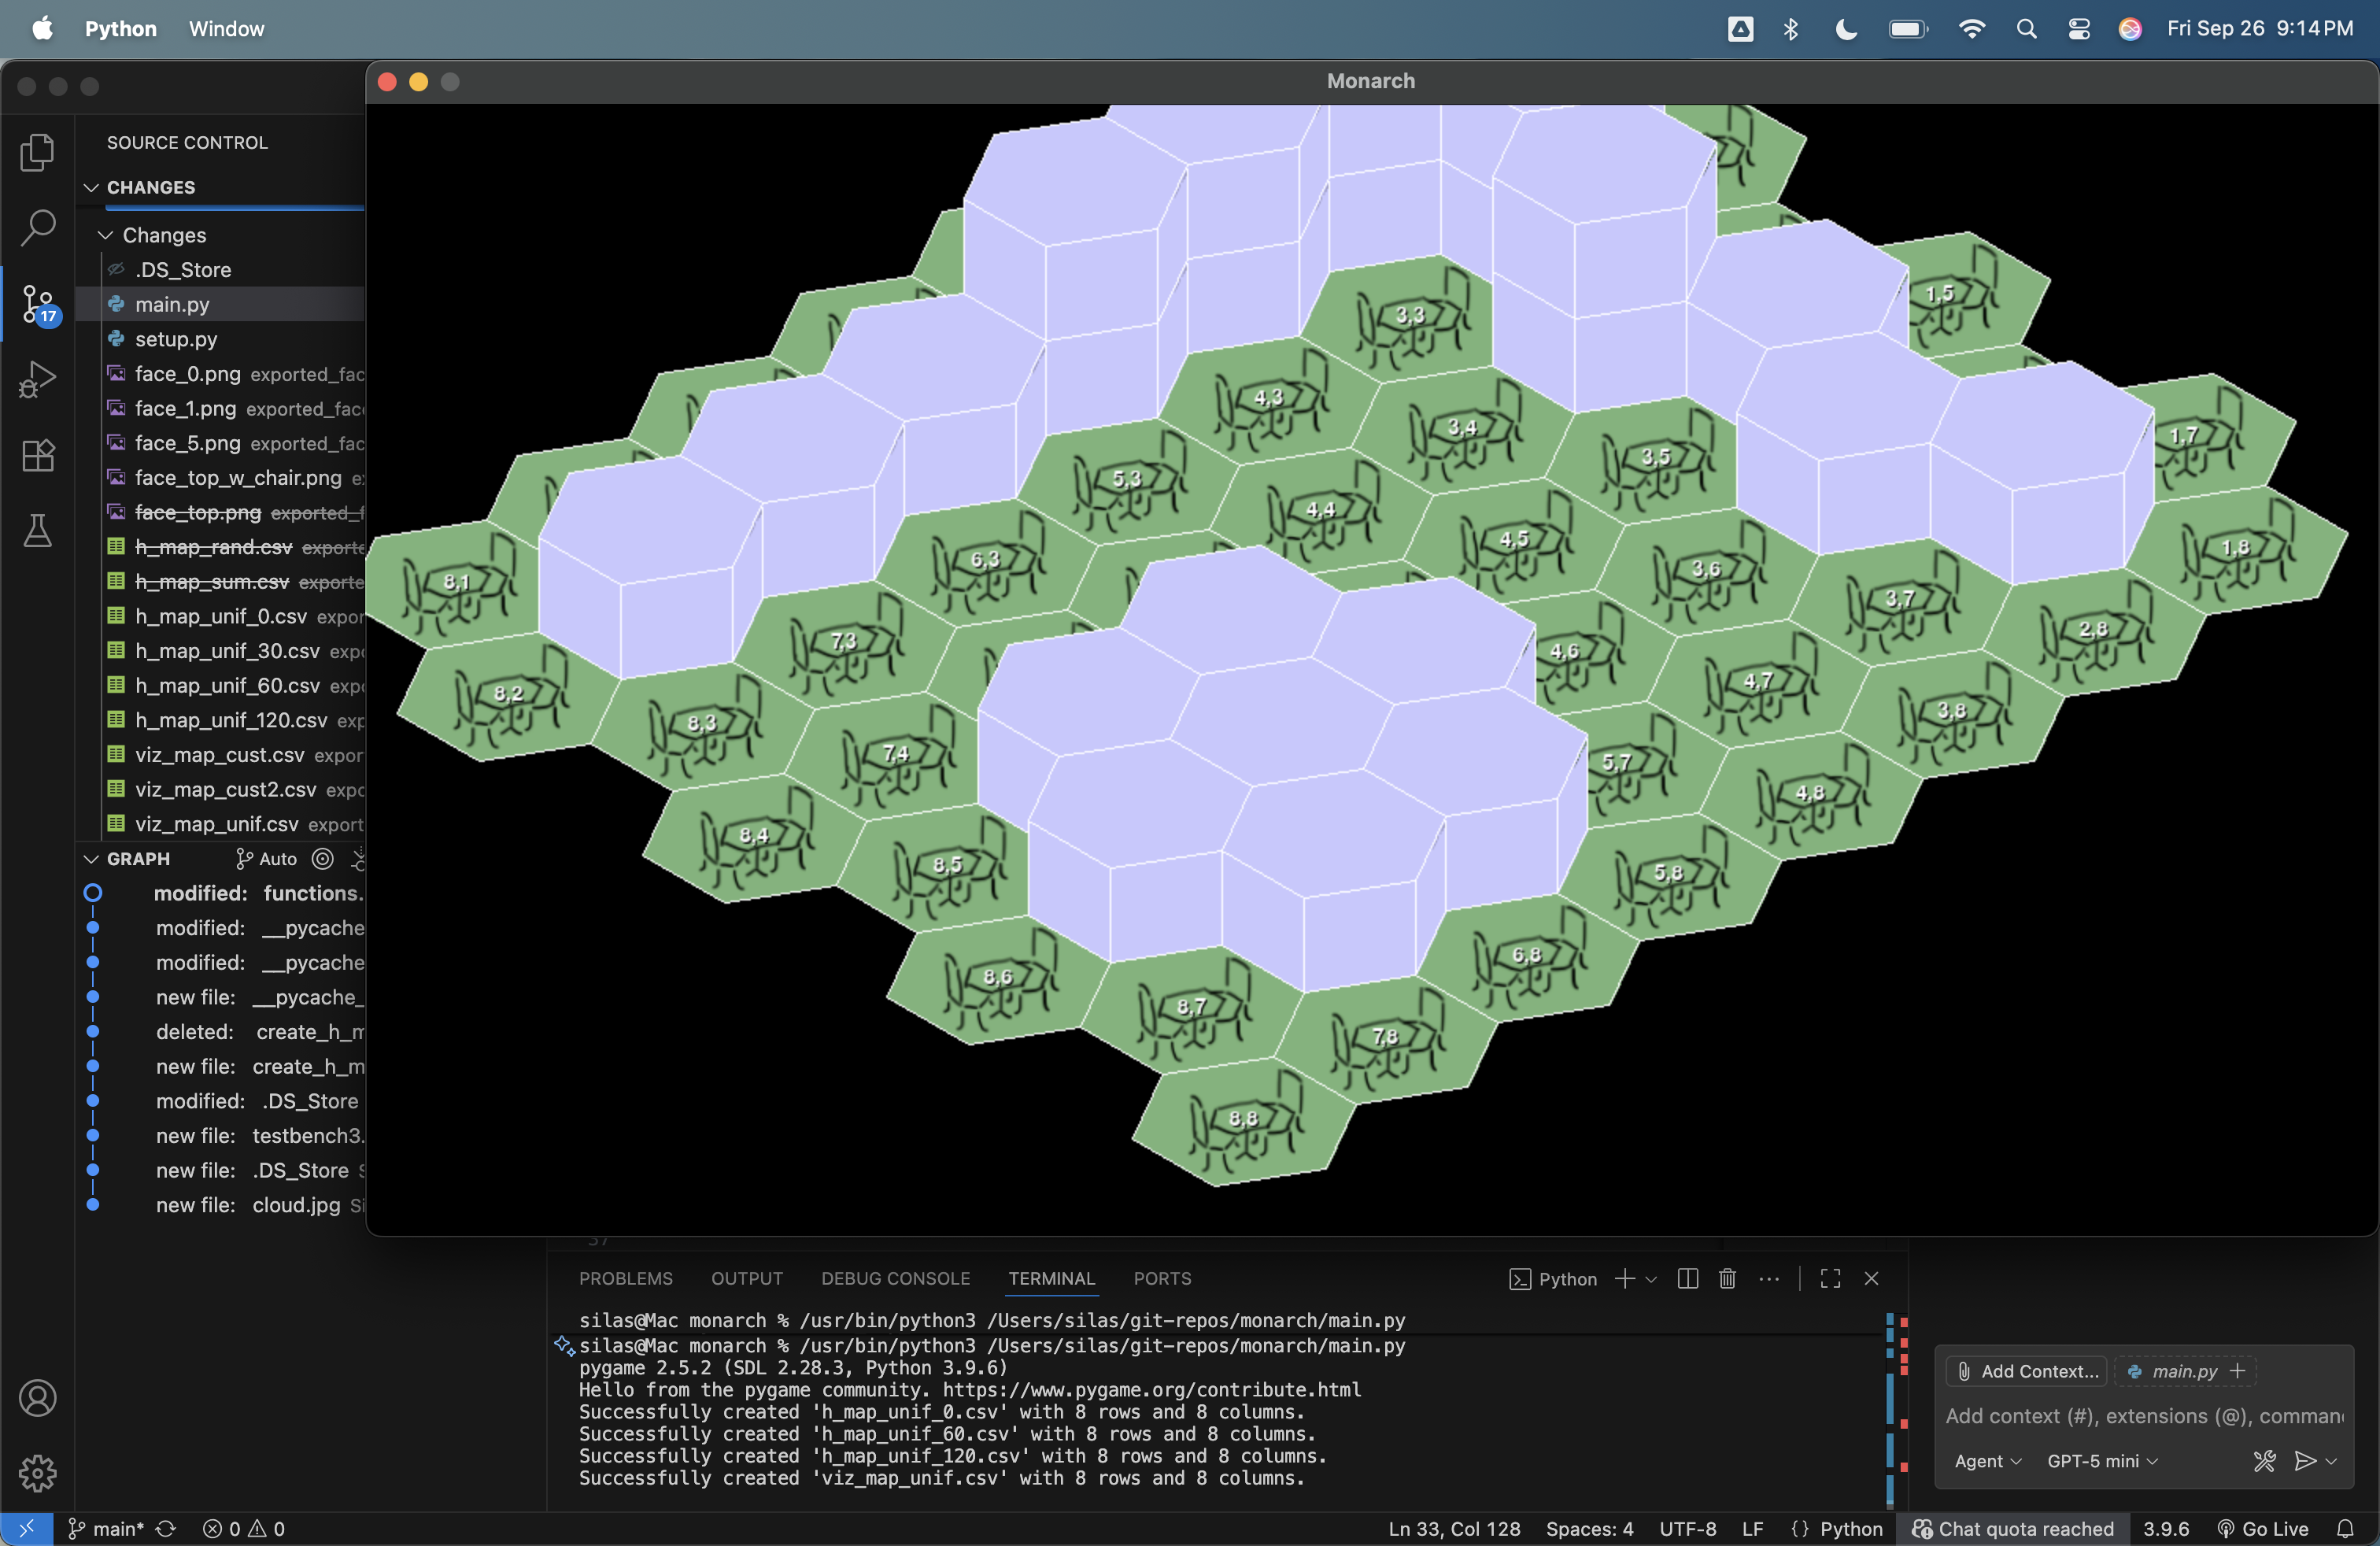 Python Window Fri Sep 26 9:14 PM
Monarch
SOURCE CONTROL
CHANGES
Changes
.DS_Store
main.py
setup.py
face_0.png exported_fac
face_1.png exported_fac
face_5.png exported_fac
face_top_w_chair.png e
face_top.png exported_f
h_map_rand.csv exporte
h_map_sum.csv exporte
h_map_unif_0.csv expor
h_map_unif_30.csv expo
h_map_unif_60.csv expo
h_map_unif_120.csv exp
viz_map_cust.csv expor
viz_map_cust2.csv expo
viz_map_unif.csv export
17
GRAPH Auto
modified: functions.
modified: __pycache
modified: __pycache
new file: __pycache_
deleted: create_h_m
new file: create_h_m
modified: .DS_Store
new file: testbench3.
new file: .DS_Store S
new file: cloud.jpg Si
1,5
3,3
4,3
3,4
1,7
3,5
5,3
4,4
4,5
1,8
6,3
3,6
8,1
3,7
2,8
7,3
4,6
4,7
8,2
3,8
8,3
7,4
5,7
4,8
8,4
8,5
5,8
6,8
8,6
8,7
7,8
8,8
37
PROBLEMS OUTPUT DEBUG CONSOLE TERMINAL PORTS Python
silas@Mac monarch % /usr/bin/python3 /Users/silas/git-repos/monarch/main.py
silas@Mac monarch % /usr/bin/python3 /Users/silas/git-repos/monarch/main.py
pygame 2.5.2 (SDL 2.28.3, Python 3.9.6)
Hello from the pygame community. https://www.pygame.org/contribute.html
Successfully created 'h_map_unif_0.csv' with 8 rows and 8 columns.
Successfully created 'h_map_unif_60.csv' with 8 rows and 8 columns.
Successfully created 'h_map_unif_120.csv' with 8 rows and 8 columns.
Successfully created 'viz_map_unif.csv' with 8 rows and 8 columns.
Add Context... main.py
Add context (#), extensions (@), comman
Agent GPT-5 mini
main* 0 0 Ln 33, Col 128 Spaces: 4 UTF-8 LF {} Python Chat quota reached 3.9.6 Go Live